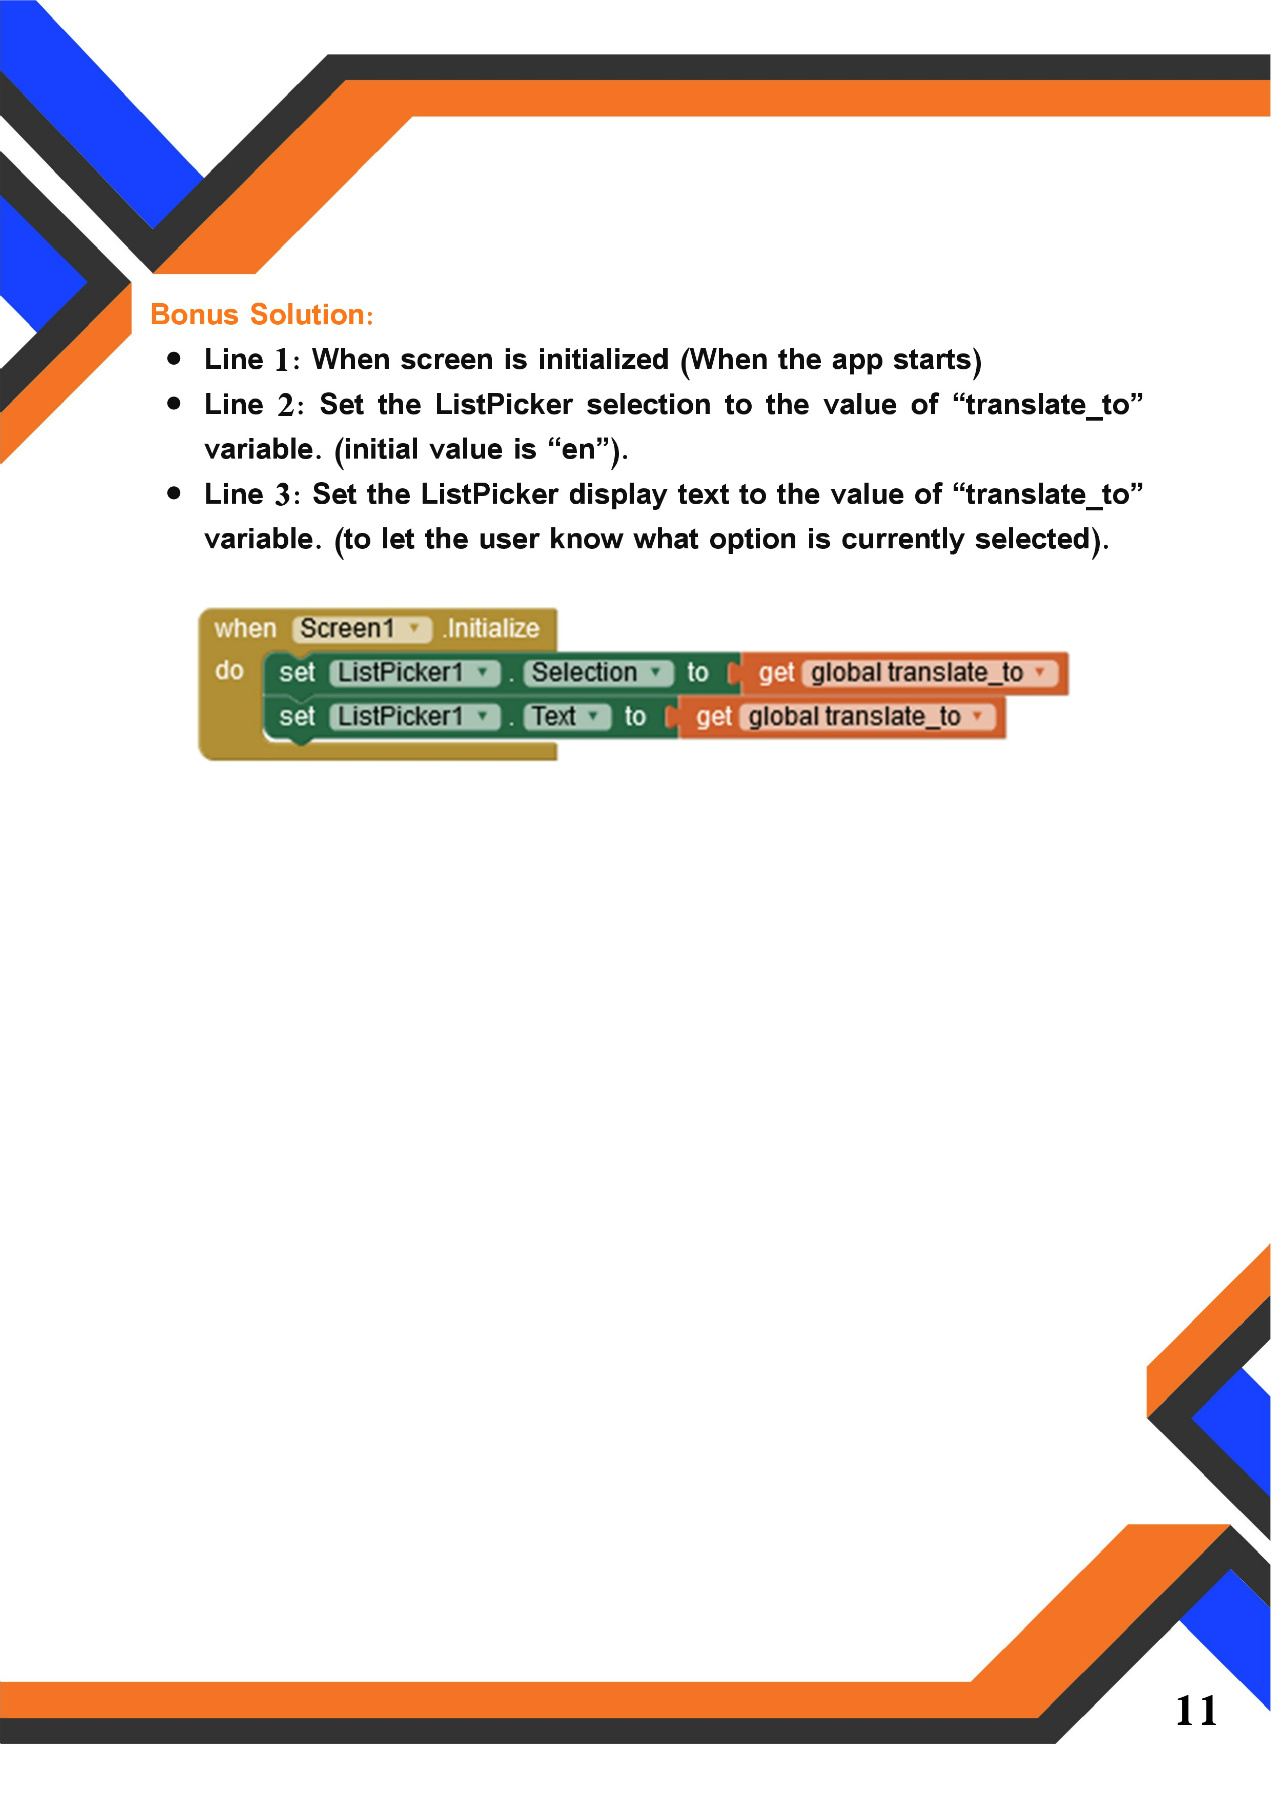 Bonus Solution:
● Line 1: When screen is initialized (When the app starts)
● Line 2: Set the ListPicker selection to the value of “translate_to”
variable. (initial value is “en”).
● Line 3: Set the ListPicker display text to the value of “translate_to”
variable. (to let the user know what option is currently selected).
when Screen1 .Initialize
do set ListPicker1 . Selection to get global translate_to
set ListPicker1 . Text to get global translate_to
11